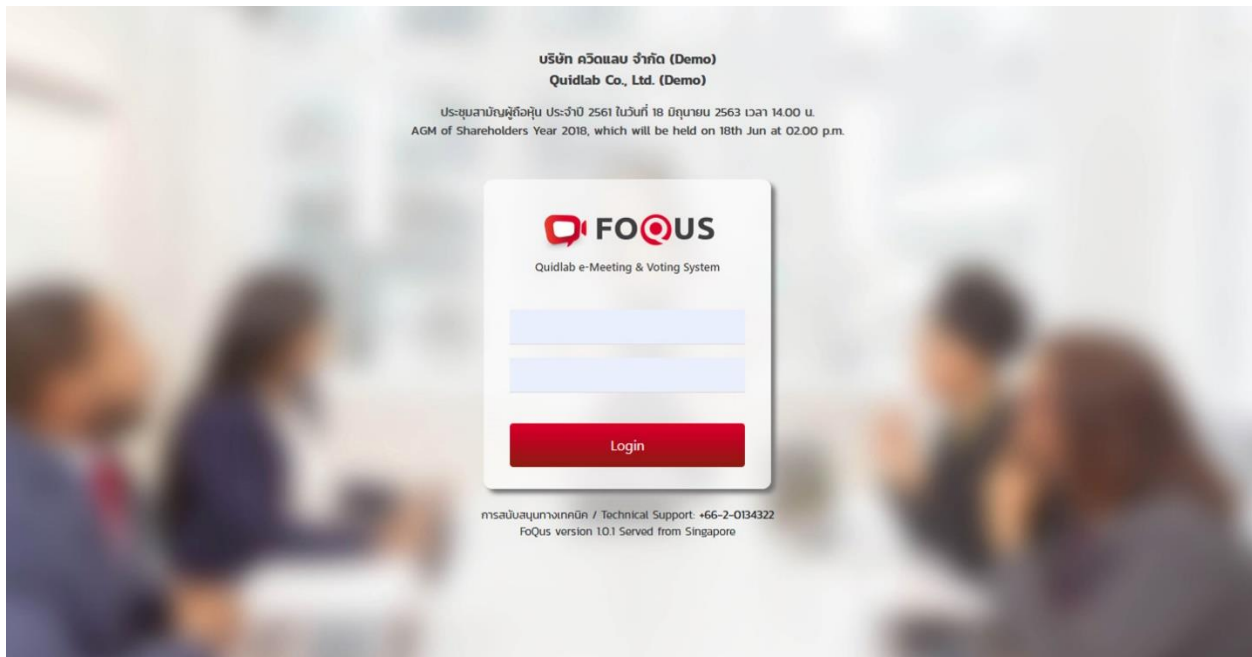 บริษัท ควิดแลบ จำกัด (Demo)
Quidlab Co., Ltd. (Demo)
ประชุมสามัญผู้ถือหุ้น ประจำปี 2561 ในวันที่ 18 มิถุนายน 2563 เวลา 14.00 น.
AGM of Shareholders Year 2018, which will be held on 18th Jun at 02.00 p.m.
FOQUS
Quidlab e-Meeting & Voting System
Login
การสนับสนุนทางเทคนิค / Technical Support: +66-2-0134322
FoQus version 1.0.1 Served from Singapore